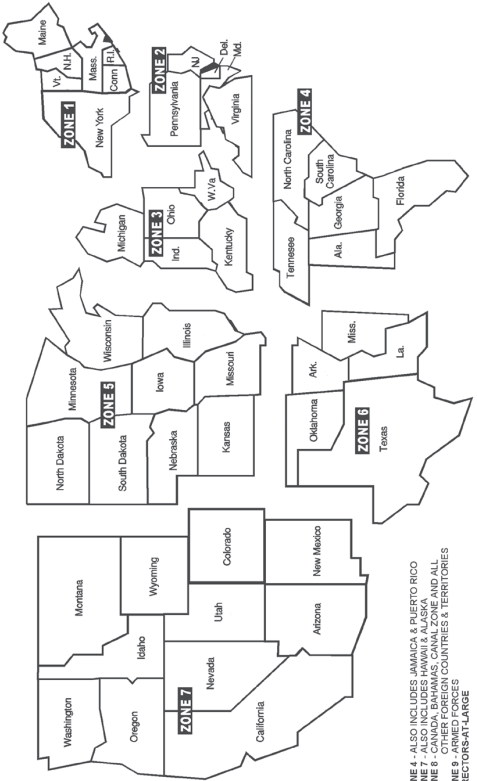 Maine
N.H.
Vt.
Mass.
R.I.
Conn
New York
ZONE 1
ZONE 2
NJ
Del.
Md.
Pennsylvania
Virginia
Michigan
ZONE 3
Ohio
Ind.
W.Va
Kentucky
North Carolina
ZONE 4
Tennesee
South
Carolina
Georgia
Ala.
Florida
Wisconsin
Minnesota
North Dakota
ZONE 5
South Dakota
Iowa
Illinois
Nebraska
Missouri
Kansas
Oklahoma
Ark.
Miss.
La.
ZONE 6
Texas
Washington
Montana
Oregon
Idaho
Wyoming
ZONE 7
Nevada
Utah
Colorado
California
Arizona
New Mexico
NE 4 - ALSO INCLUDES JAMAICA & PUERTO RICO
NE 7 - ALSO INCLUDES HAWAII & ALASKA
NE 8 - CANADA, BAHAMAS, CANAL ZONE AND ALL
OTHER FOREIGN COUNTRIES & TERRITORIES
NE 9 - ARMED FORCES
ECTORS-AT-LARGE